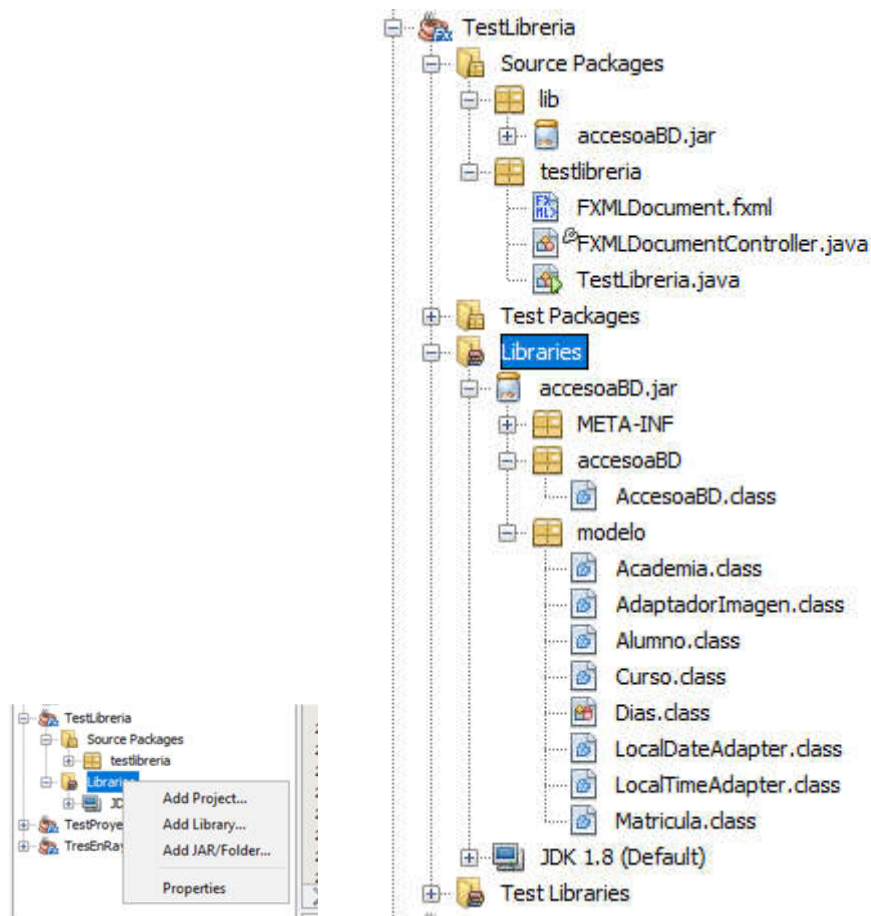 TestLibreria
Source Packages
lib
accesoaBD.jar
testlibreria
FXMLDocument.fxml
FXMLDocumentController.java
TestLibreria.java
Test Packages
Libraries
accesoaBD.jar
META-INF
accesoaBD
AccesoaBD.class
modelo
Academia.class
AdaptadorImagen.class
Alumno.class
Curso.class
Dias.class
LocalDateAdapter.class
LocalTimeAdapter.class
Matricula.class
JDK 1.8 (Default)
Test Libraries
TestLibreria
Source Packages
testlibreria
Libraries
TestProye
TresEnRa
Add Project...
Add Library...
Add JAR/Folder...
Properties